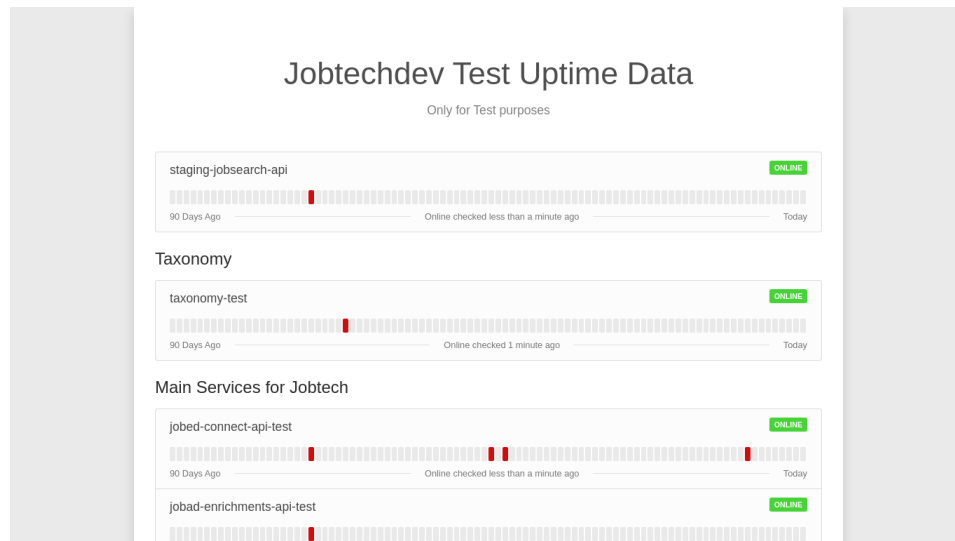 Jobtechdev Test Uptime Data
Only for Test purposes
staging-jobsearch-api ONLINE
90 Days Ago Online checked less than a minute ago Today
Taxonomy
taxonomy-test ONLINE
90 Days Ago Online checked 1 minute ago Today
Main Services for Jobtech
jobed-connect-api-test ONLINE
90 Days Ago Online checked less than a minute ago Today
jobad-enrichments-api-test ONLINE